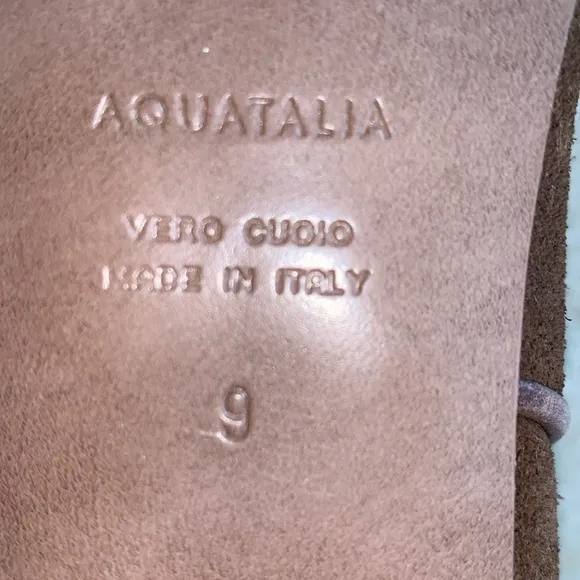 AQUATALIA
VERO CUOIO
MADE IN ITALY
9